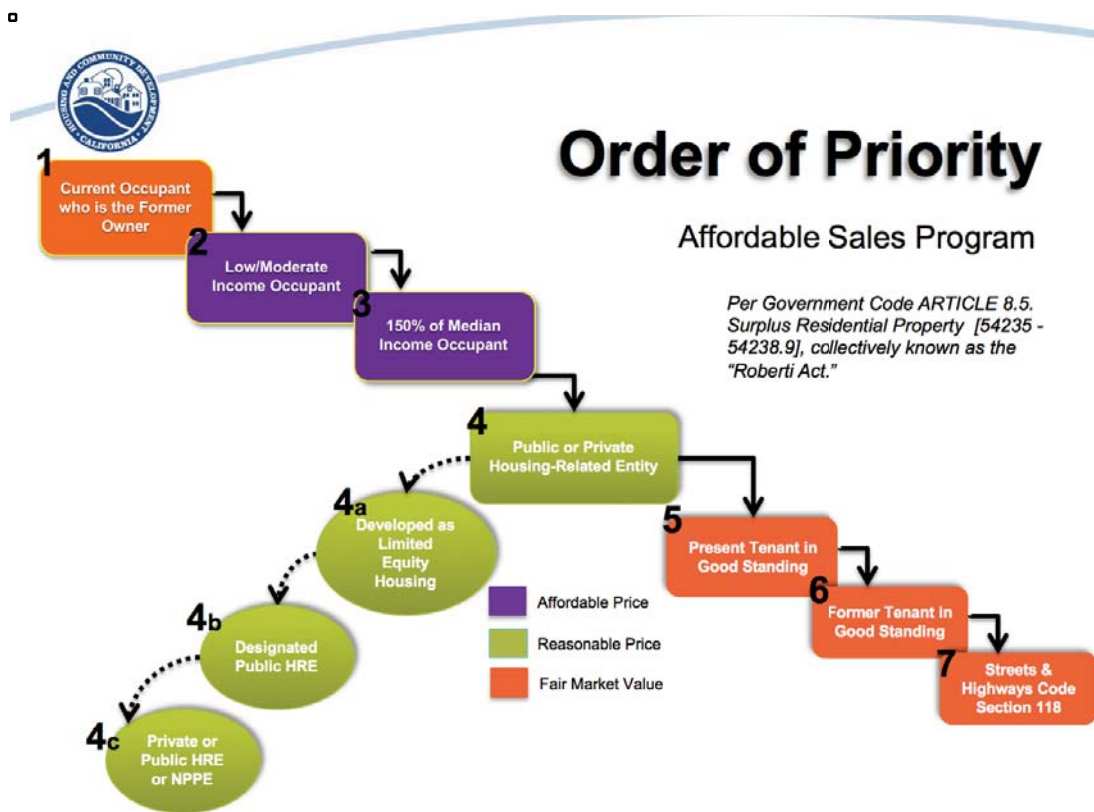 HOUSING AND COMMUNITY DEVELOPMENT
• CALIFORNIA •
Order of Priority
Affordable Sales Program
Per Government Code ARTICLE 8.5.
Surplus Residential Property [54235 -
54238.9], collectively known as the
“Roberti Act.”
1
Current Occupant
who is the Former
Owner
2
Low/Moderate
Income Occupant
3
150% of Median
Income Occupant
4
Public or Private
Housing-Related Entity
4a
Developed as
Limited
Equity
Housing
4b
Designated
Public HRE
4c
Private or
Public HRE
or NPPE
5
Present Tenant in
Good Standing
6
Former Tenant in
Good Standing
7
Streets &
Highways Code
Section 118
Affordable Price
Reasonable Price
Fair Market Value